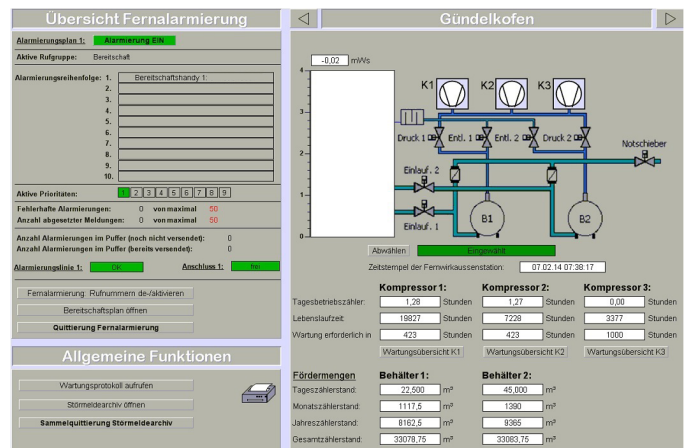 Übersicht Fernalarmierung
Alarmierungsplan 1: Alarmierung EIN
Aktive Rufgruppe: Bereitschaft
Alarmierungsreihenfolge: 1. Bereitschaftshandy 1:
2.
3.
4.
5.
6.
7.
8.
9.
10.
Aktive Prioritäten: 1 2 3 4 5 6 7 8 9
Fehlerhafte Alarmierungen: 0 von maximal 50
Anzahl abgesetzter Meldungen: 0 von maximal 50
Anzahl Alarmierungen im Puffer (noch nicht versendet): 0
Anzahl Alarmierungen im Puffer (bereits versendet): 0
Alarmierungslinie 1: OK Anschluss 1: frei
Fernalarmierung: Rufnummern de-/aktivieren
Bereitschaftsplan öffnen
Quittierung Fernalarmierung
Allgemeine Funktionen
Wartungsprotokoll aufrufen
Störmeldearchiv öffnen
Sammelquittierung Störmeldearchiv
Gündelkofen
-0,02 mWs
4
3
2
1
0
K1 K2 K3
Druck 1 Entl. 1 Entl. 2 Druck 2
Notschieber
Einlauf. 2
Einlauf. 1
B1 B2
Abwählen Eingewählt
Zeitstempel der Fernwirkaussenstation: 07.02.14 07:38:17
Kompressor 1: Kompressor 2: Kompressor 3:
Tagesbetriebszähler: 1,28 Stunden 1,27 Stunden 0,00 Stunden
Lebenslaufzeit: 19827 Stunden 7228 Stunden 3377 Stunden
Wartung erforderlich in 423 Stunden 423 Stunden 1000 Stunden
Wartungsübersicht K1 Wartungsübersicht K2 Wartungsübersicht K3
Fördermengen Behälter 1: Behälter 2:
Tageszählerstand: 22,500 m³ 45,000 m³
Monatszählerstand: 1117,5 m³ 1390 m³
Jahreszählerstand: 8162,5 m³ 9365 m³
Gesamtzählerstand: 33078,75 m³ 33083,75 m³